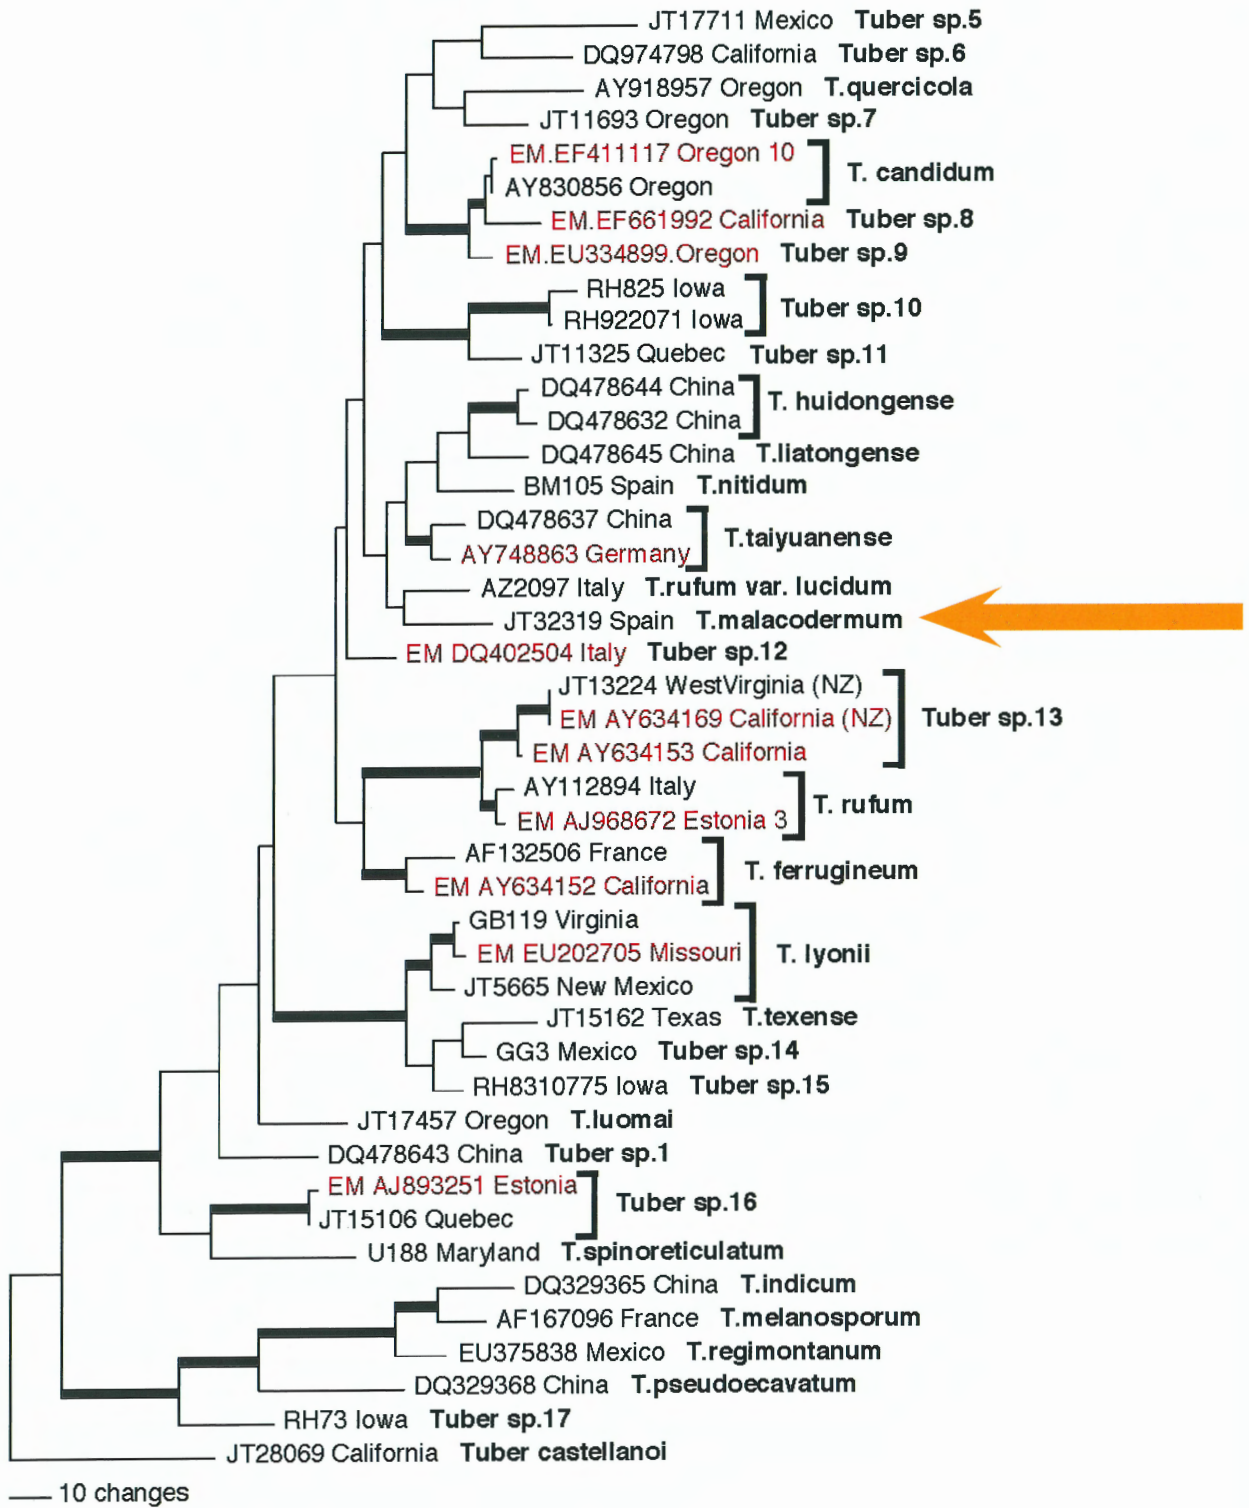 JT17711 Mexico Tuber sp.5
DQ974798 California Tuber sp.6
AY918957 Oregon T.quercicola
JT11693 Oregon Tuber sp.7
EM.EF411117 Oregon 10
T. candidum
AY830856 Oregon
EM.EF661992 California Tuber sp.8
EM.EU334899.Oregon Tuber sp.9
RH825 Iowa
Tuber sp.10
RH922071 Iowa
JT11325 Quebec Tuber sp.11
DQ478644 China
T. huidongense
DQ478632 China
DQ478645 China T.liatongense
BM105 Spain T.nitidum
DQ478637 China
T.taiyuanense
AY748863 Germany
AZ2097 Italy T.rufum var. lucidum
JT32319 Spain T.malacodermum
EM DQ402504 Italy Tuber sp.12
JT13224 WestVirginia (NZ)
EM AY634169 California (NZ)
Tuber sp.13
EM AY634153 California
AY112894 Italy
T. rufum
EM AJ968672 Estonia 3
AF132506 France
T. ferrugineum
EM AY634152 California
GB119 Virginia
EM EU202705 Missouri
T. lyonii
JT5665 New Mexico
JT15162 Texas T.texense
GG3 Mexico Tuber sp.14
RH8310775 Iowa Tuber sp.15
JT17457 Oregon T.luomai
DQ478643 China Tuber sp.1
EM AJ893251 Estonia
Tuber sp.16
JT15106 Quebec
U188 Maryland T.spinoreticulatum
DQ329365 China T.indicum
AF167096 France T.melanosporum
EU375838 Mexico T.regimontanum
DQ329368 China T.pseudoecavatum
RH73 Iowa Tuber sp.17
JT28069 California Tuber castellanoi
10 changes